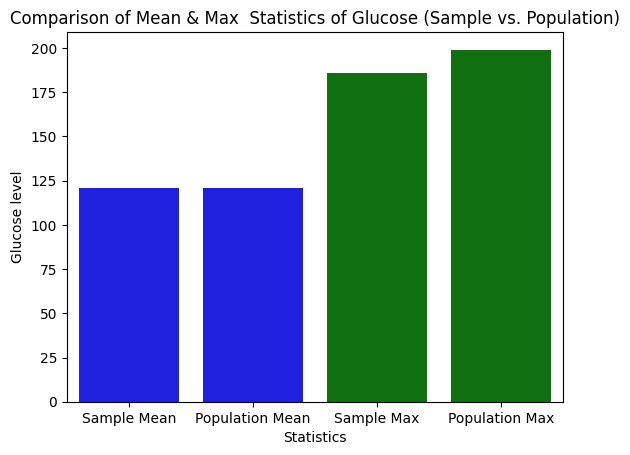 Comparison of Mean & Max  Statistics of Glucose (Sample vs. Population)
Glucose level
200
175
150
125
100
75
50
25
0
Sample Mean
Population Mean
Sample Max
Population Max
Statistics